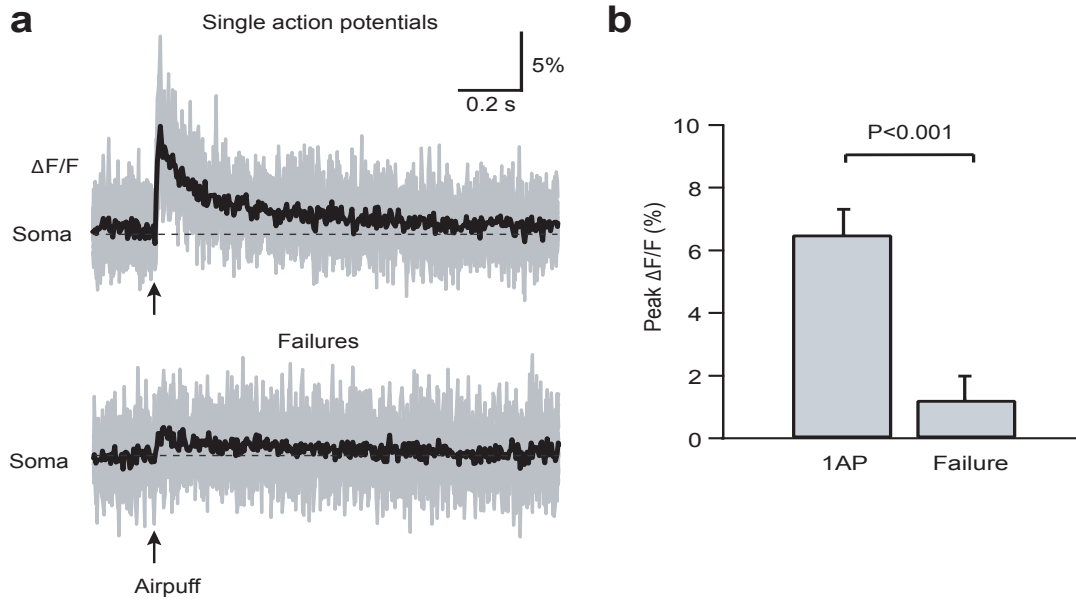 a
Single action potentials
5%
0.2 s
ΔF/F
Soma
Failures
Soma
Airpuff
b
P<0.001
10
8
6
4
2
0
Peak ΔF/F (%)
1AP
Failure